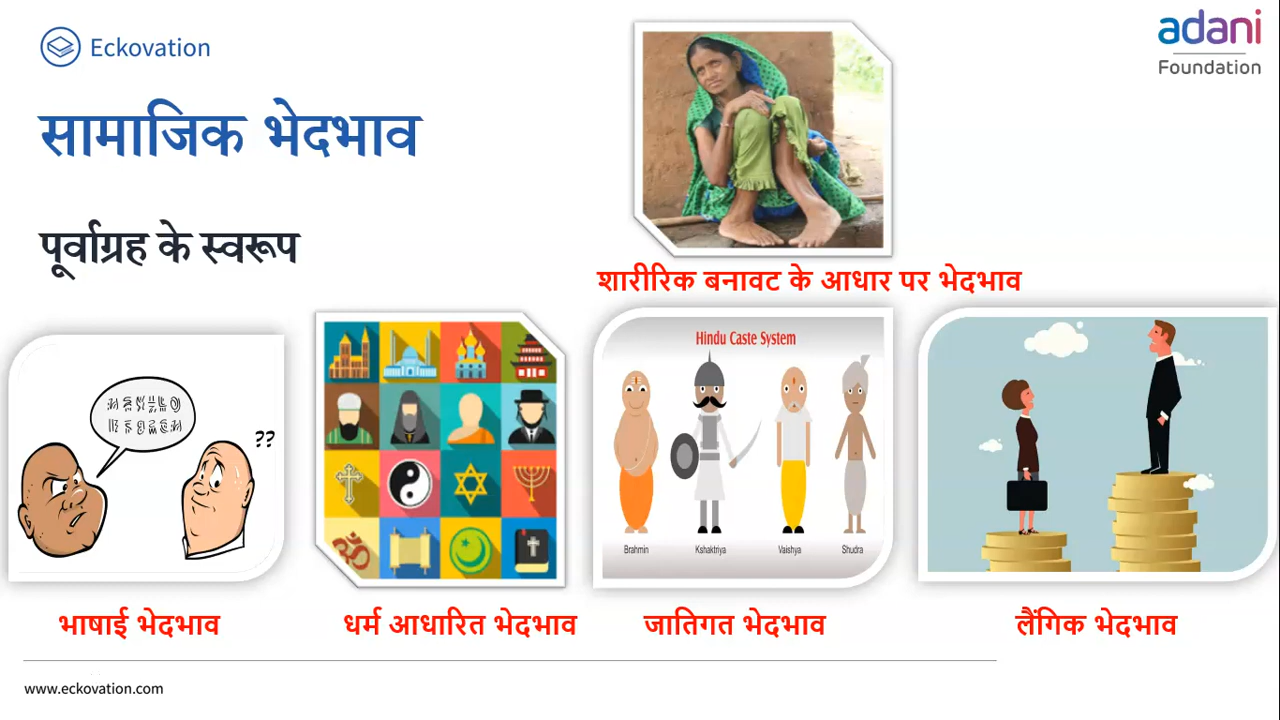 Eckovation
adani
Foundation
सामाजिक भेदभाव
पूर्वाग्रह के स्वरूप
शारीरिक बनावट के आधार पर भेदभाव
??
Hindu Caste System
Brahmin Kshaktriya Vaishya Shudra
भाषाई भेदभाव धर्म आधारित भेदभाव जातिगत भेदभाव लैंगिक भेदभाव
www.eckovation.com